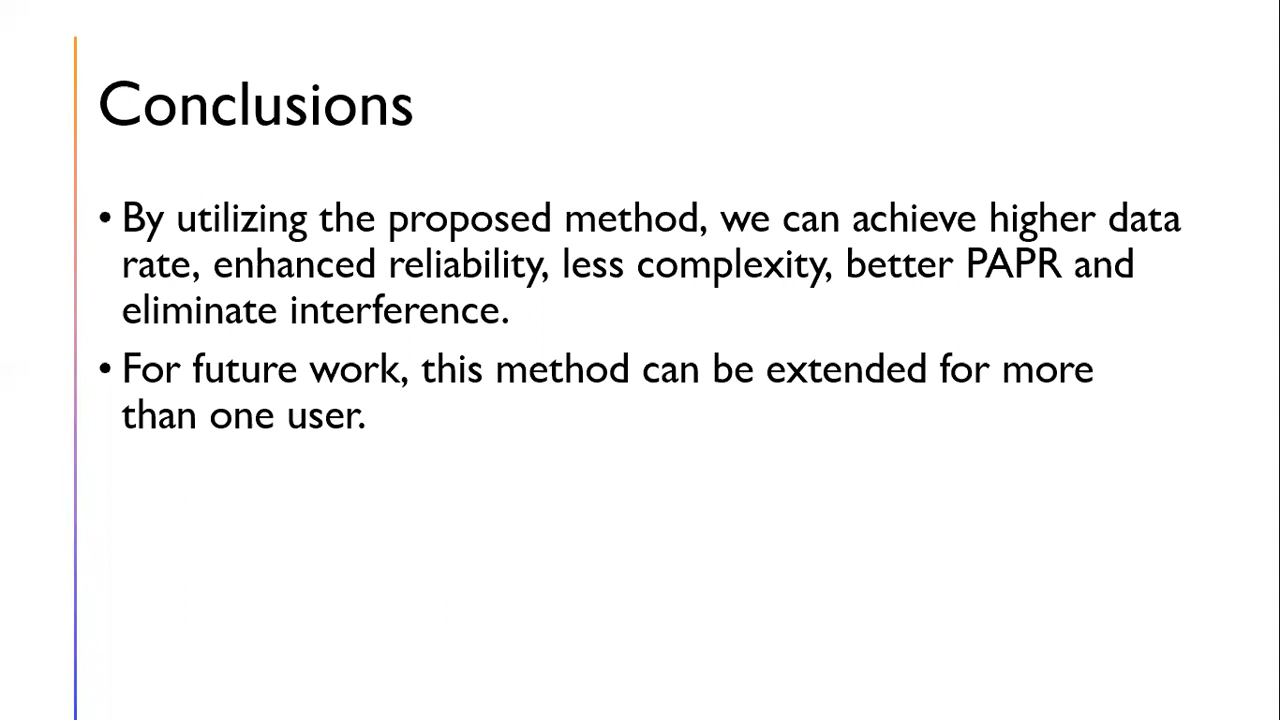 Conclusions
• By utilizing the proposed method, we can achieve higher data
rate, enhanced reliability, less complexity, better PAPR and
eliminate interference.
• For future work, this method can be extended for more
than one user.